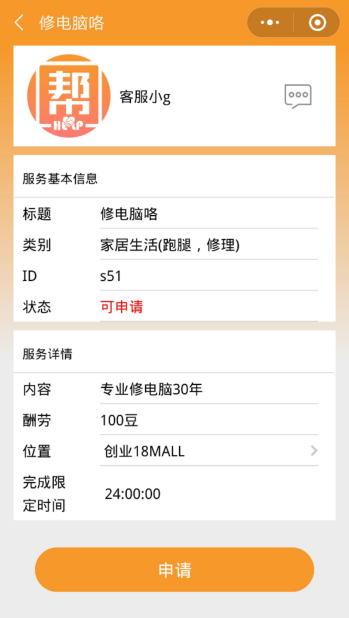 修电脑咯
帮
HELP
客服小g
服务基本信息
标题 修电脑咯
类别 家居生活(跑腿，修理)
ID s51
状态 可申请
服务详情
内容 专业修电脑30年
酬劳 100豆
位置 创业18MALL
完成限
定时间 24:00:00
申请